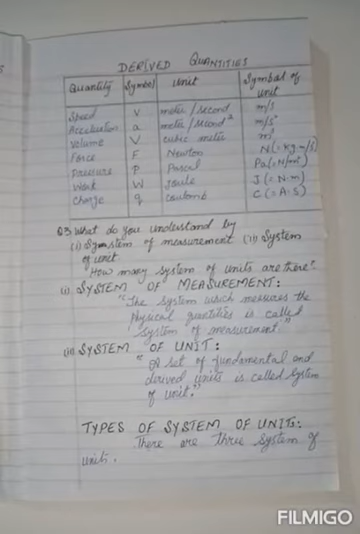 DERIVED QUANTITIES
Quantity Symbol Unit Symbol of unit
Speed V meter/second m/s
Acceleration a meter/second² m/s²
Volume V cubic meter m³
Force F Newton N(=Kg.m/s²)
Pressure P Pascal Pa(=N/m²)
Work W Joule J(=N.m)
Charge q coulomb C(=A.S)
Q3 What do you understand by
(i) System of measurement (ii) System
of unit
How many system of units are there?
(i) SYSTEM OF MEASUREMENT:
"The system which measures the
physical quantities is called
system of measurement."
(ii) SYSTEM OF UNIT:
"A set of fundamental and
derived units is called system
of unit."
TYPES OF SYSTEM OF UNITS:
There are three system of
units.
FILMIGO